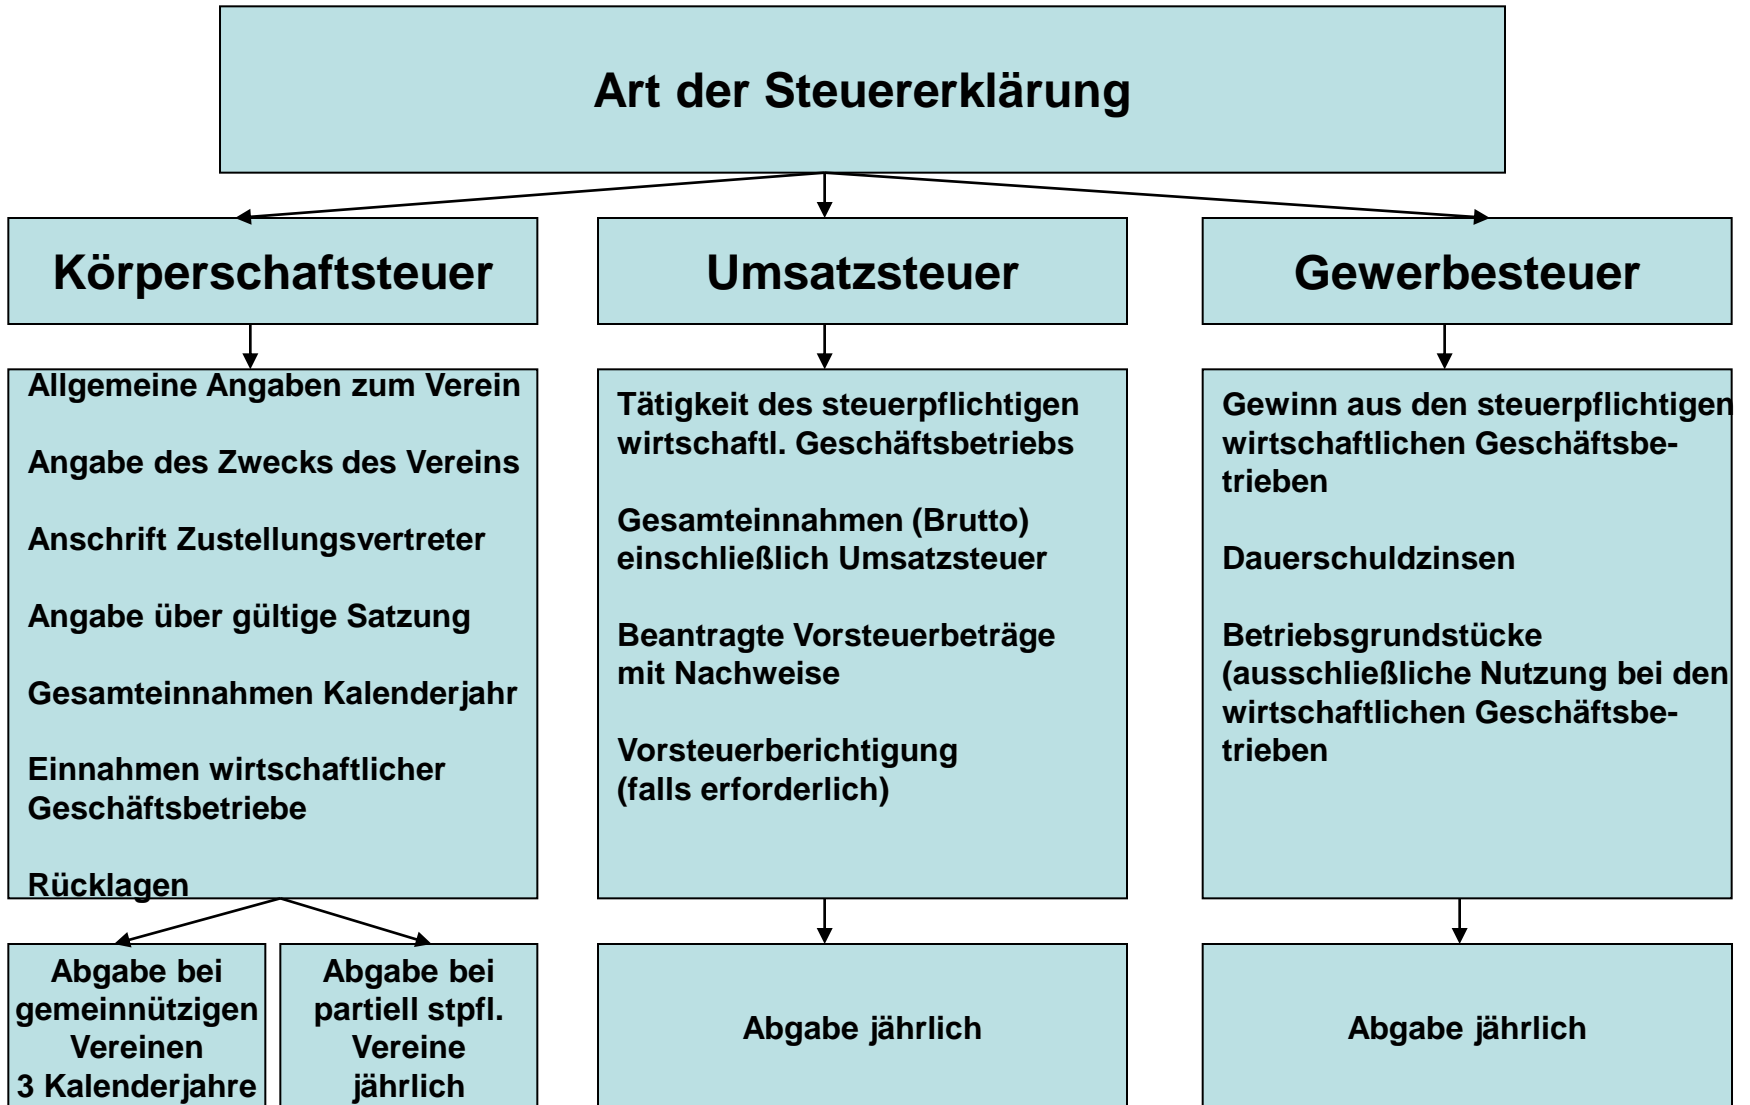 Art der Steuererklärung
Körperschaftsteuer
Umsatzsteuer
Gewerbesteuer
Allgemeine Angaben zum Verein
Angabe des Zwecks des Vereins
Anschrift Zustellungsvertreter
Angabe über gültige Satzung
Gesamteinnahmen Kalenderjahr
Einnahmen wirtschaftlicher
Geschäftsbetriebe
Rücklagen
Tätigkeit des steuerpflichtigen
wirtschaftl. Geschäftsbetriebs
Gesamteinnahmen (Brutto)
einschließlich Umsatzsteuer
Beantragte Vorsteuerbeträge
mit Nachweise
Vorsteuerberichtigung
(falls erforderlich)
Gewinn aus den steuerpflichtigen
wirtschaftlichen Geschäftsbe-
trieben
Dauerschuldzinsen
Betriebsgrundstücke
(ausschließliche Nutzung bei den
wirtschaftlichen Geschäftsbe-
trieben
Abgabe bei
gemeinnützigen
Vereinen
3 Kalenderjahre
Abgabe bei
partiell stpfl.
Vereine
jährlich
Abgabe jährlich
Abgabe jährlich